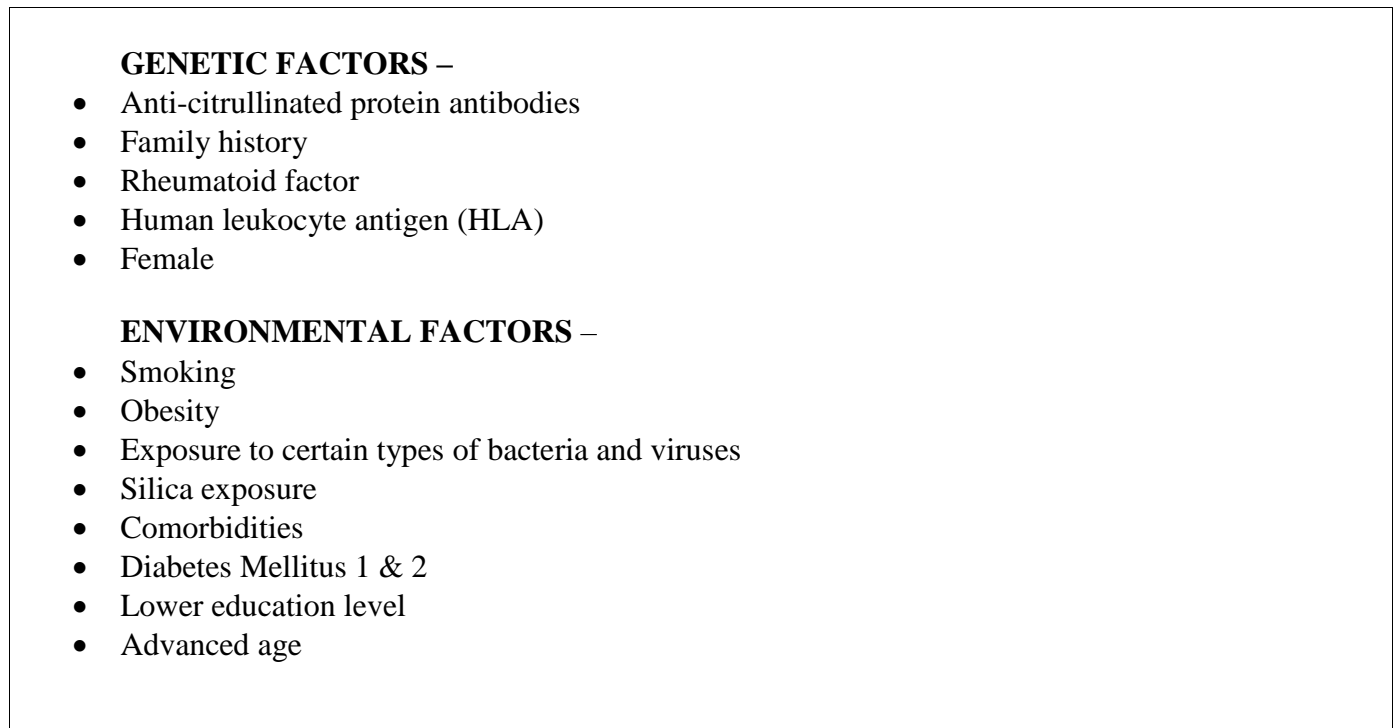 GENETIC FACTORS –
• Anti-citrullinated protein antibodies
• Family history
• Rheumatoid factor
• Human leukocyte antigen (HLA)
• Female
ENVIRONMENTAL FACTORS –
• Smoking
• Obesity
• Exposure to certain types of bacteria and viruses
• Silica exposure
• Comorbidities
• Diabetes Mellitus 1 & 2
• Lower education level
• Advanced age